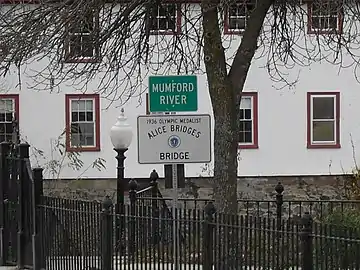 MUMFORD
RIVER
1936 OLYMPIC MEDALIST
ALICE BRIDGES
BRIDGE